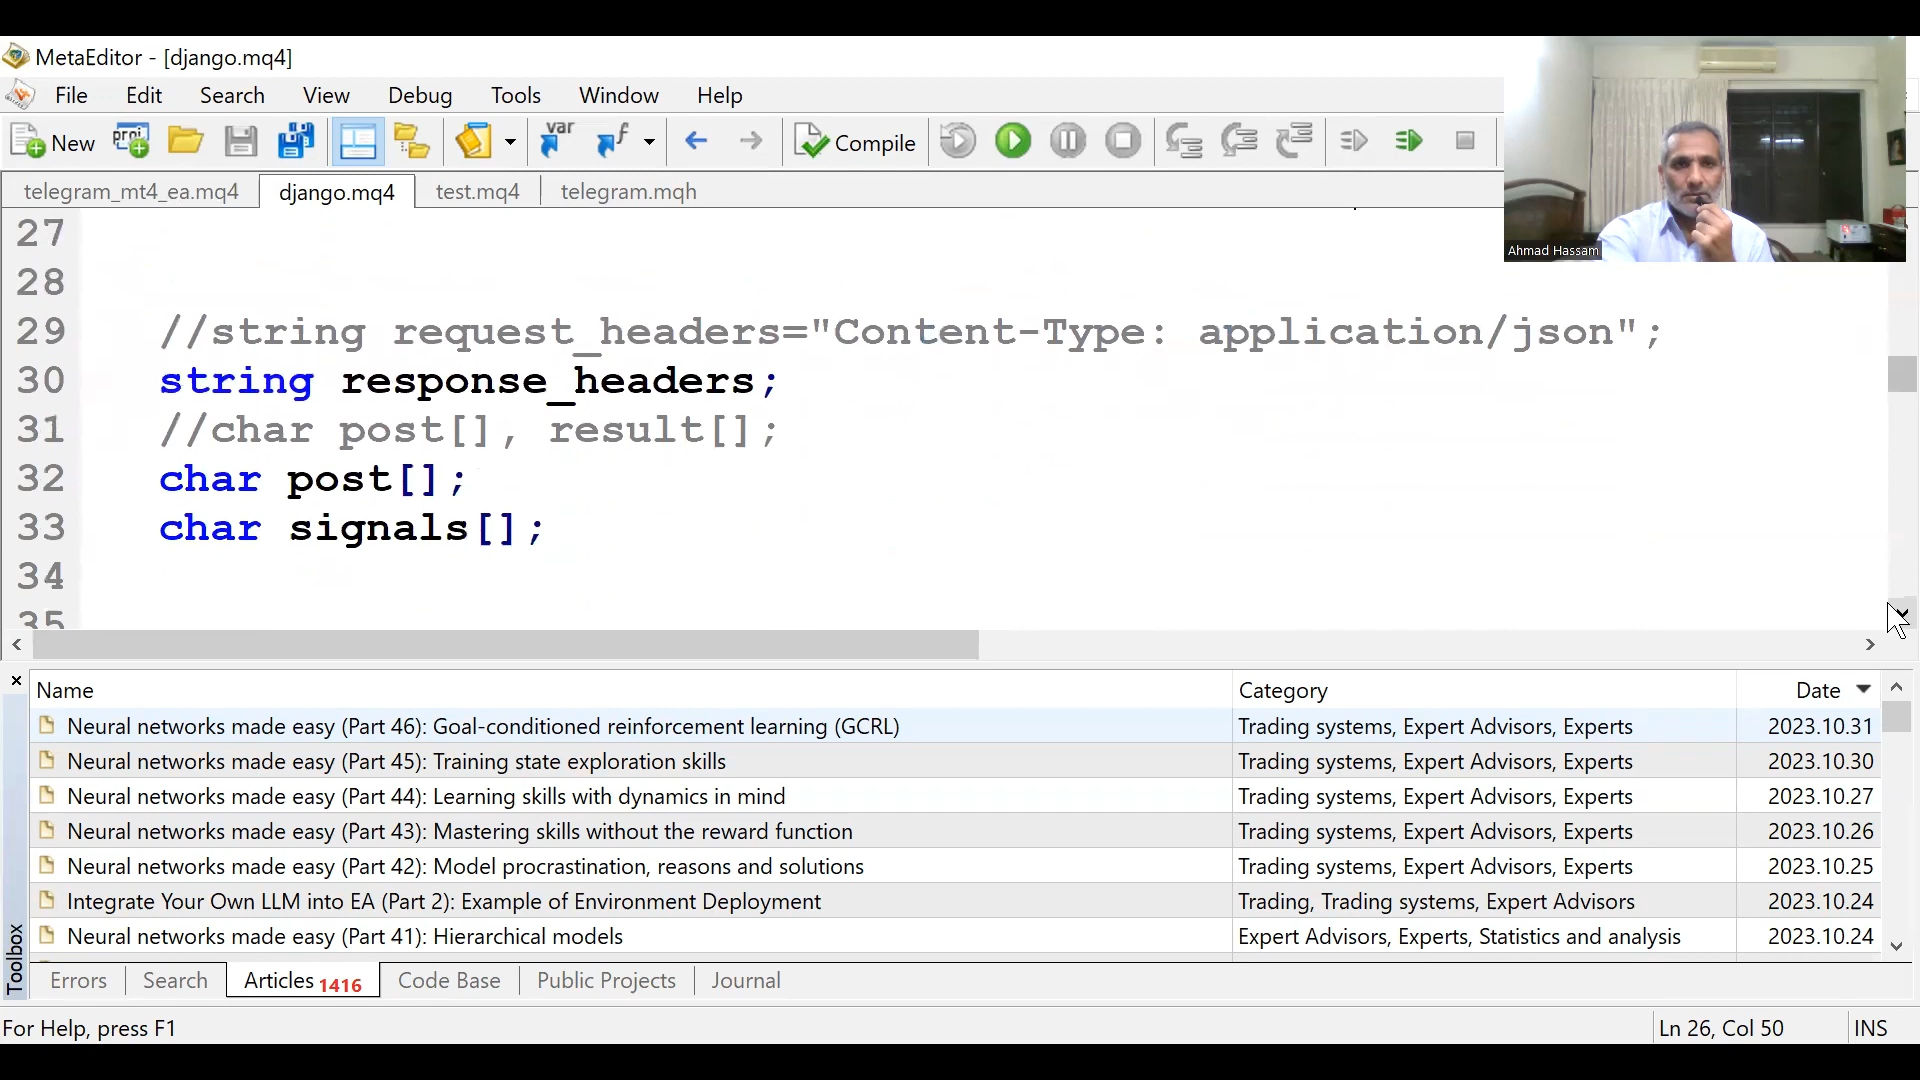 MetaEditor - [django.mq4]
File Edit Search View Debug Tools Window Help
New proj var f Compile
telegram_mt4_ea.mq4 django.mq4 test.mq4 telegram.mqh
Ahmad Hassam
27
28
29 //string request_headers="Content-Type: application/json";
30 string response_headers;
31 //char post[], result[];
32 char post[];
33 char signals[];
34
35
Name Category Date
Neural networks made easy (Part 46): Goal-conditioned reinforcement learning (GCRL) Trading systems, Expert Advisors, Experts 2023.10.31
Neural networks made easy (Part 45): Training state exploration skills Trading systems, Expert Advisors, Experts 2023.10.30
Neural networks made easy (Part 44): Learning skills with dynamics in mind Trading systems, Expert Advisors, Experts 2023.10.27
Neural networks made easy (Part 43): Mastering skills without the reward function Trading systems, Expert Advisors, Experts 2023.10.26
Neural networks made easy (Part 42): Model procrastination, reasons and solutions Trading systems, Expert Advisors, Experts 2023.10.25
Integrate Your Own LLM into EA (Part 2): Example of Environment Deployment Trading, Trading systems, Expert Advisors 2023.10.24
Neural networks made easy (Part 41): Hierarchical models Expert Advisors, Experts, Statistics and analysis 2023.10.24
Toolbox
Errors Search Articles 1416 Code Base Public Projects Journal
For Help, press F1 Ln 26, Col 50 INS